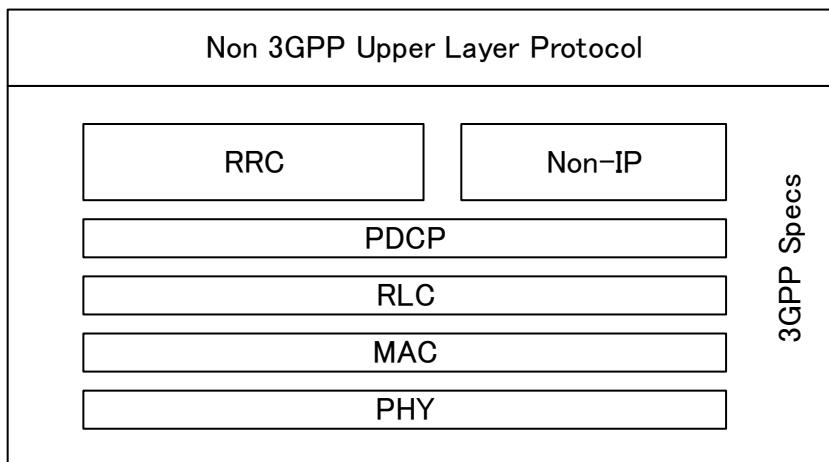 Non 3GPP Upper Layer Protocol
RRC
Non-IP
PDCP
RLC
MAC
PHY
3GPP Specs